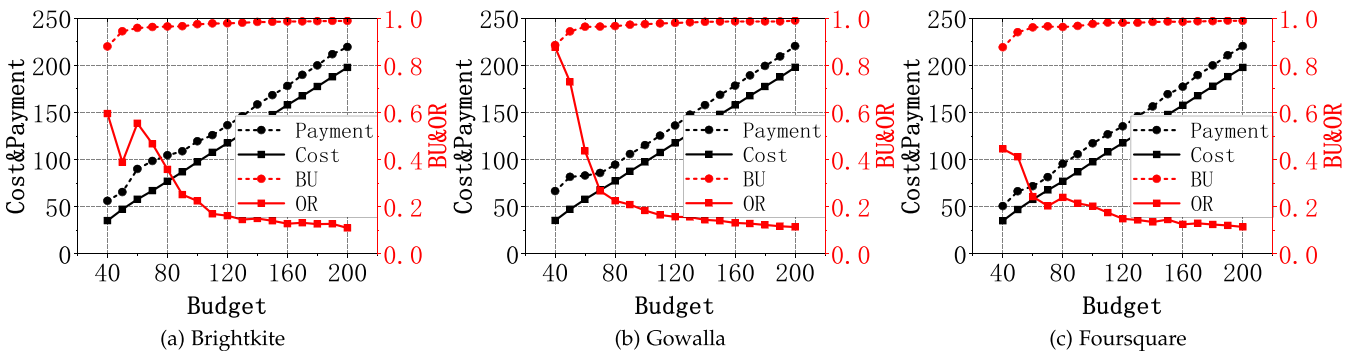 Cost&Payment
250
200
150
100
50
0
1.0
0.8
0.6
0.4
0.2
0.0
BU&OR
Payment
Cost
BU
OR
40 80 120 160 200
Budget
(a) Brightkite
Cost&Payment
250
200
150
100
50
0
1.0
0.8
0.6
0.4
0.2
0.0
BU&OR
Payment
Cost
BU
OR
40 80 120 160 200
Budget
(b) Gowalla
Cost&Payment
250
200
150
100
50
0
1.0
0.8
0.6
0.4
0.2
0.0
BU&OR
Payment
Cost
BU
OR
40 80 120 160 200
Budget
(c) Foursquare